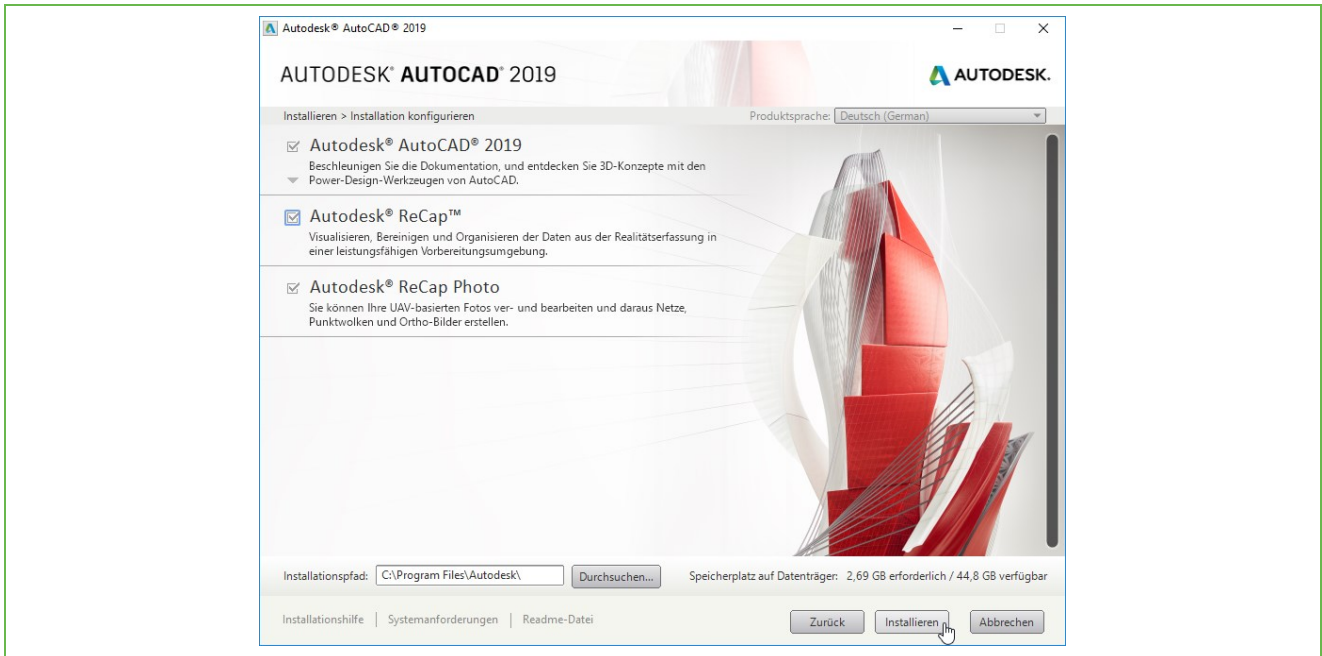 Autodesk® AutoCAD® 2019
AUTODESK® AUTOCAD® 2019
AUTODESK.
Installieren > Installation konfigurieren
Produktsprache: Deutsch (German)
Autodesk® AutoCAD® 2019
Beschleunigen Sie die Dokumentation, und entdecken Sie 3D-Konzepte mit den
Power-Design-Werkzeugen von AutoCAD.
Autodesk® ReCap™
Visualisieren, Bereinigen und Organisieren der Daten aus der Realitätserfassung in
einer leistungsfähigen Vorbereitungsumgebung.
Autodesk® ReCap Photo
Sie können Ihre UAV-basierten Fotos ver- und bearbeiten und daraus Netze,
Punktwolken und Ortho-Bilder erstellen.
Installationspfad: C:\Program Files\Autodesk\ Durchsuchen... Speicherplatz auf Datenträger: 2,69 GB erforderlich / 44,8 GB verfügbar
Installationshilfe | Systemanforderungen | Readme-Datei
Zurück Installieren Abbrechen